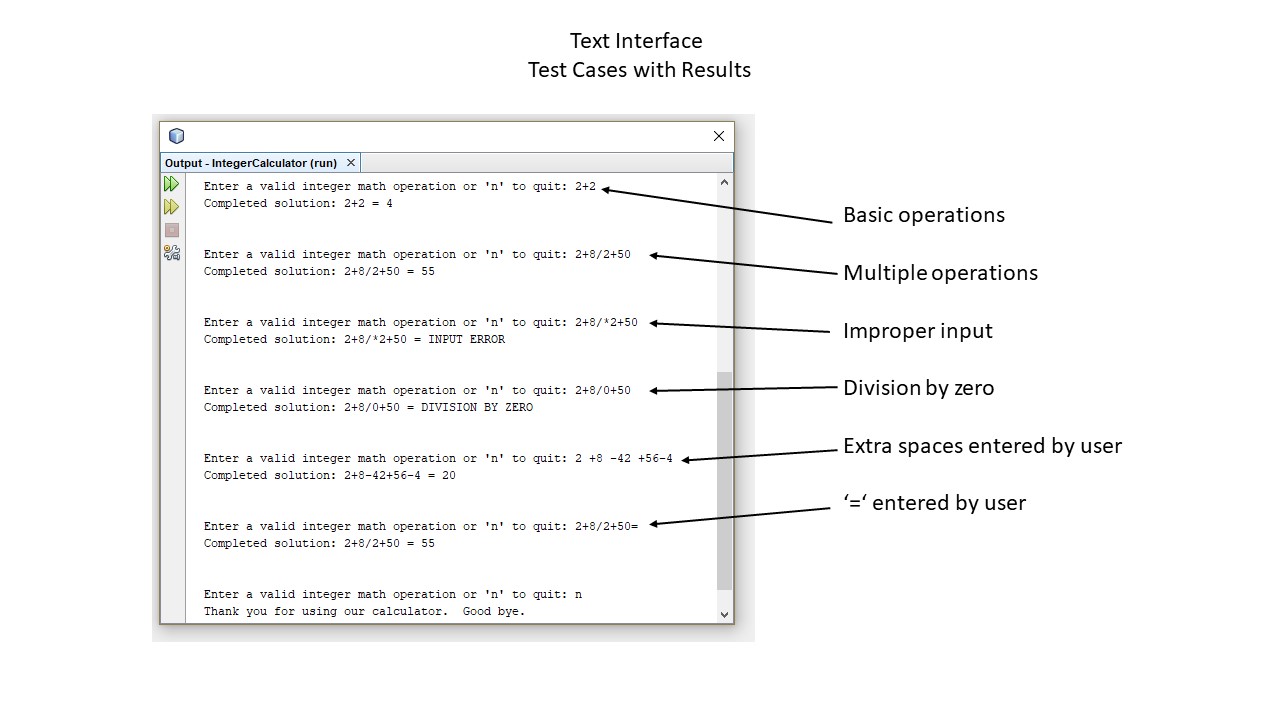 Text Interface
Test Cases with Results
Output - IntegerCalculator (run)
Enter a valid integer math operation or 'n' to quit: 2+2
Completed solution: 2+2 = 4
Enter a valid integer math operation or 'n' to quit: 2+8/2+50
Completed solution: 2+8/2+50 = 55
Enter a valid integer math operation or 'n' to quit: 2+8/*2+50
Completed solution: 2+8/*2+50 = INPUT ERROR
Enter a valid integer math operation or 'n' to quit: 2+8/0+50
Completed solution: 2+8/0+50 = DIVISION BY ZERO
Enter a valid integer math operation or 'n' to quit: 2 +8 -42 +56-4
Completed solution: 2+8-42+56-4 = 20
Enter a valid integer math operation or 'n' to quit: 2+8/2+50=
Completed solution: 2+8/2+50 = 55
Enter a valid integer math operation or 'n' to quit: n
Thank you for using our calculator.  Good bye.
Basic operations
Multiple operations
Improper input
Division by zero
Extra spaces entered by user
‘=‘ entered by user